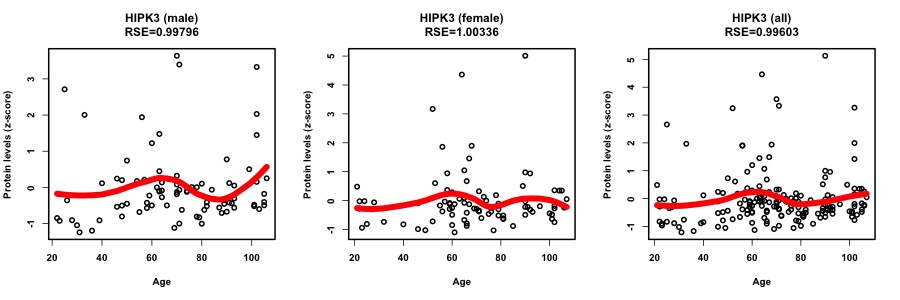 HIPK3 (male)
RSE=0.99796
Protein levels (z-score)
3
2
1
0
-1
20 40 60 80 100
Age
HIPK3 (female)
RSE=1.00336
Protein levels (z-score)
5
4
3
2
1
0
-1
20 40 60 80 100
Age
HIPK3 (all)
RSE=0.99603
Protein levels (z-score)
5
4
3
2
1
0
-1
20 40 60 80 100
Age